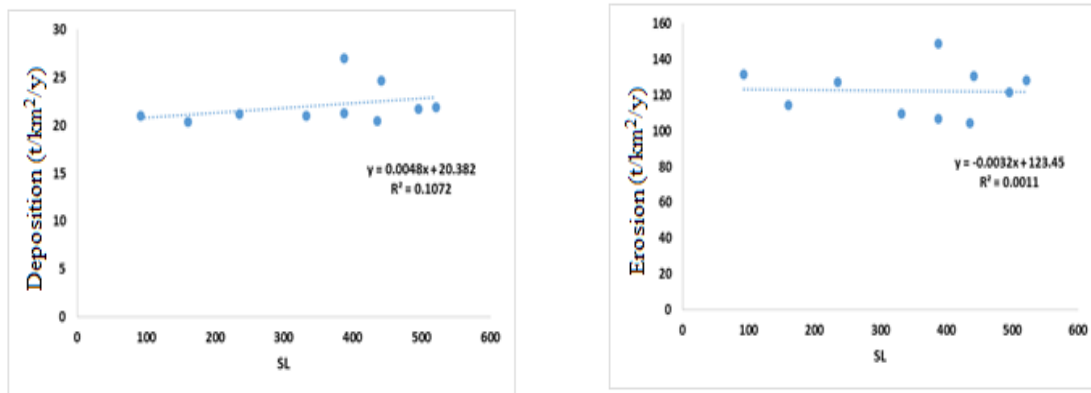 30
25
20
15
10
5
0
Deposition (t/km²/y)
y = 0.0048x + 20.382
R² = 0.1072
0 100 200 300 400 500 600
SL
160
140
120
100
80
60
40
20
0
Erosion (t/km²/y)
y = -0.0032x + 123.45
R² = 0.0011
0 100 200 300 400 500 600
SL